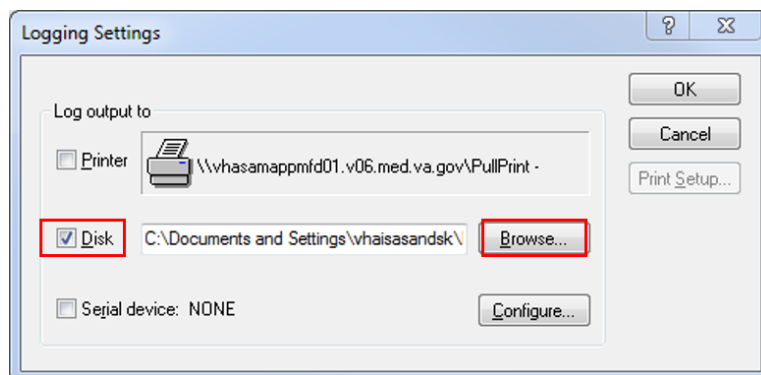 Logging Settings
OK
Log output to
Cancel
Printer
\\vhasamappmfd01.v06.med.va.gov\PullPrint -
Print Setup...
Disk
C:\Documents and Settings\vhaisasandsk\
Browse...
Serial device: NONE
Configure...